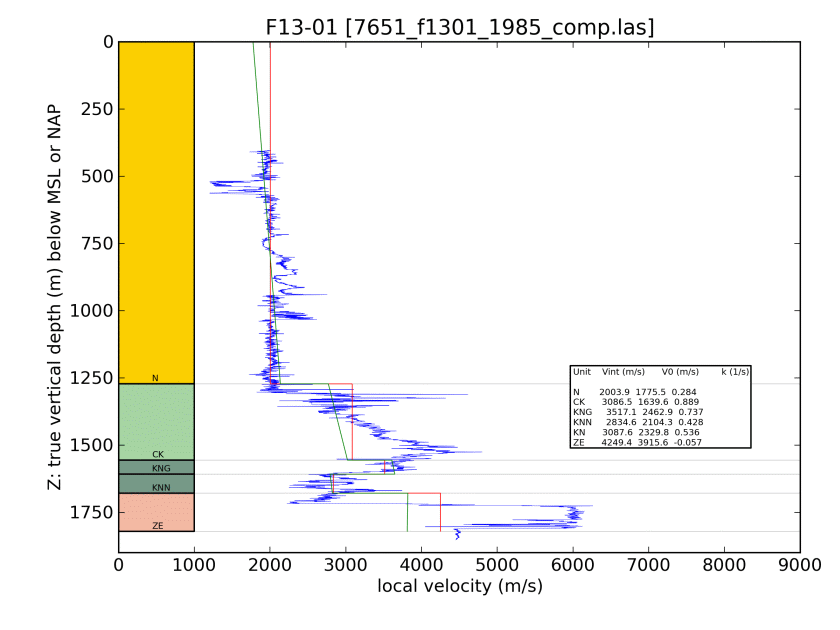 F13-01 [7651_f1301_1985_comp.las]
Z: true vertical depth (m) below MSL or NAP
0
250
500
750
1000
1250
1500
1750
N
CK
KNG
KNN
ZE
Unit Vint (m/s) V0 (m/s) k (1/s)
N 2003.9 1775.5 0.284
CK 3086.5 1639.6 0.889
KNG 3517.1 2462.9 0.737
KNN 2834.6 2104.3 0.428
KN 3087.6 2329.8 0.536
ZE 4249.4 3915.6 -0.057
0 1000 2000 3000 4000 5000 6000 7000 8000 9000
local velocity (m/s)